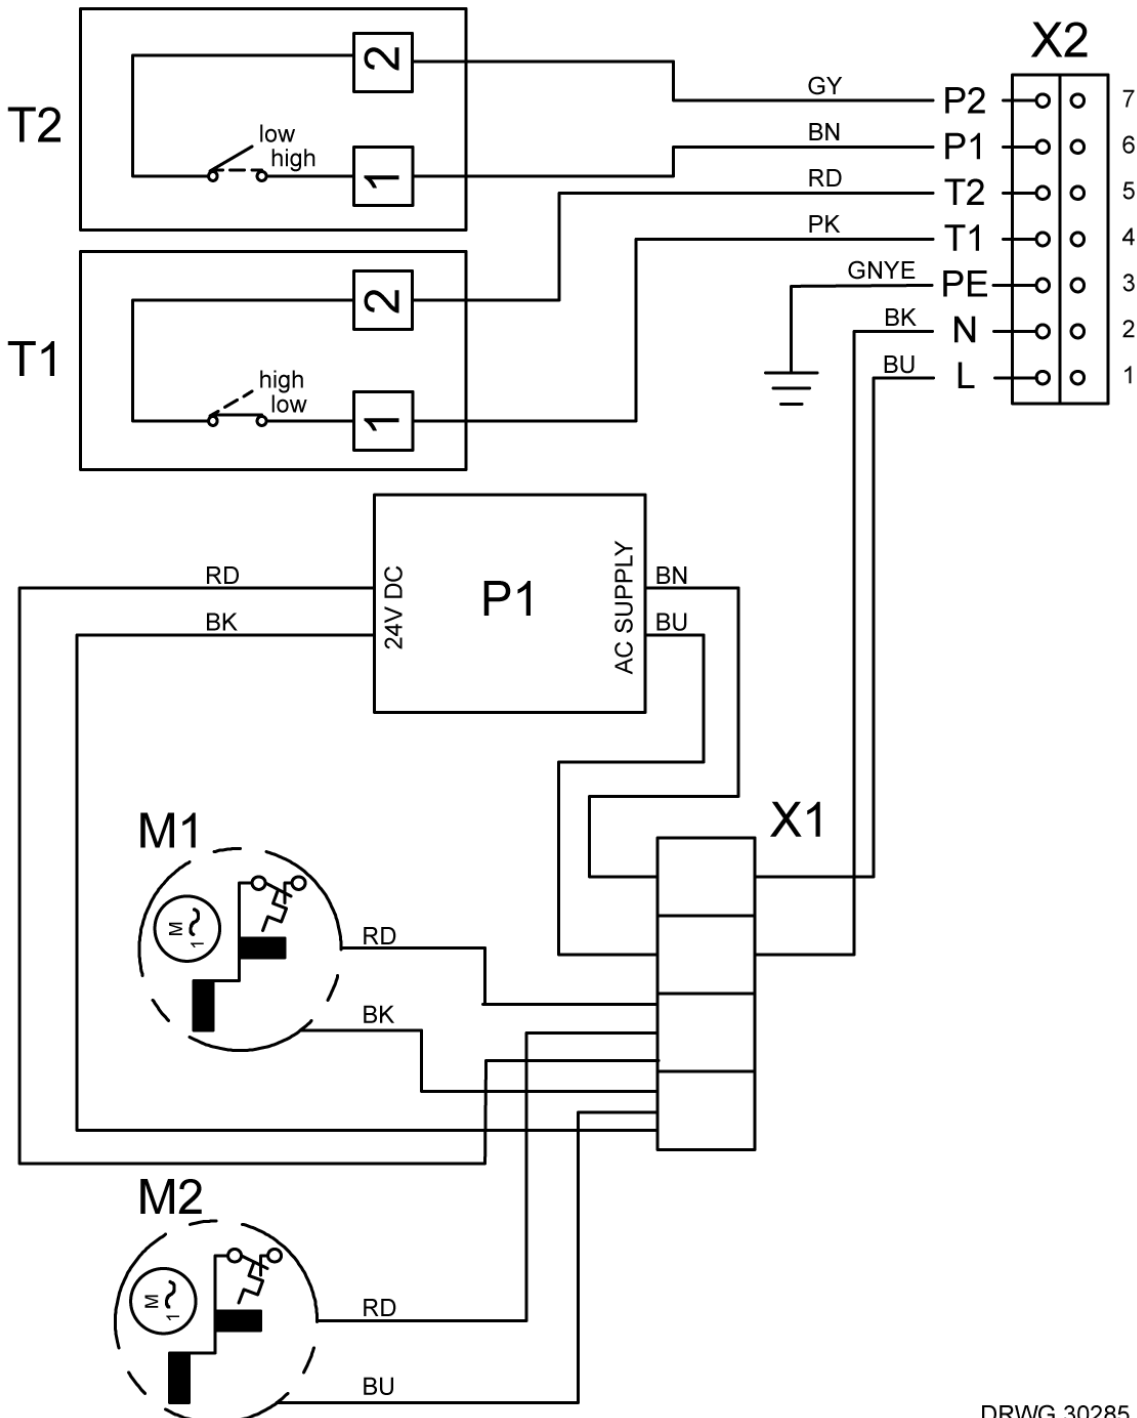 X2
T2
2
low
high
1
GY
P2
7
BN
P1
6
RD
T2
5
PK
T1
4
GNYE
PE
3
BK
N
2
BU
L
1
T1
2
high
low
1
RD
BK
24V DC
P1
AC SUPPLY
BN
BU
X1
M1
M
1
RD
BK
M2
M
1
RD
BU
DRWG 30285